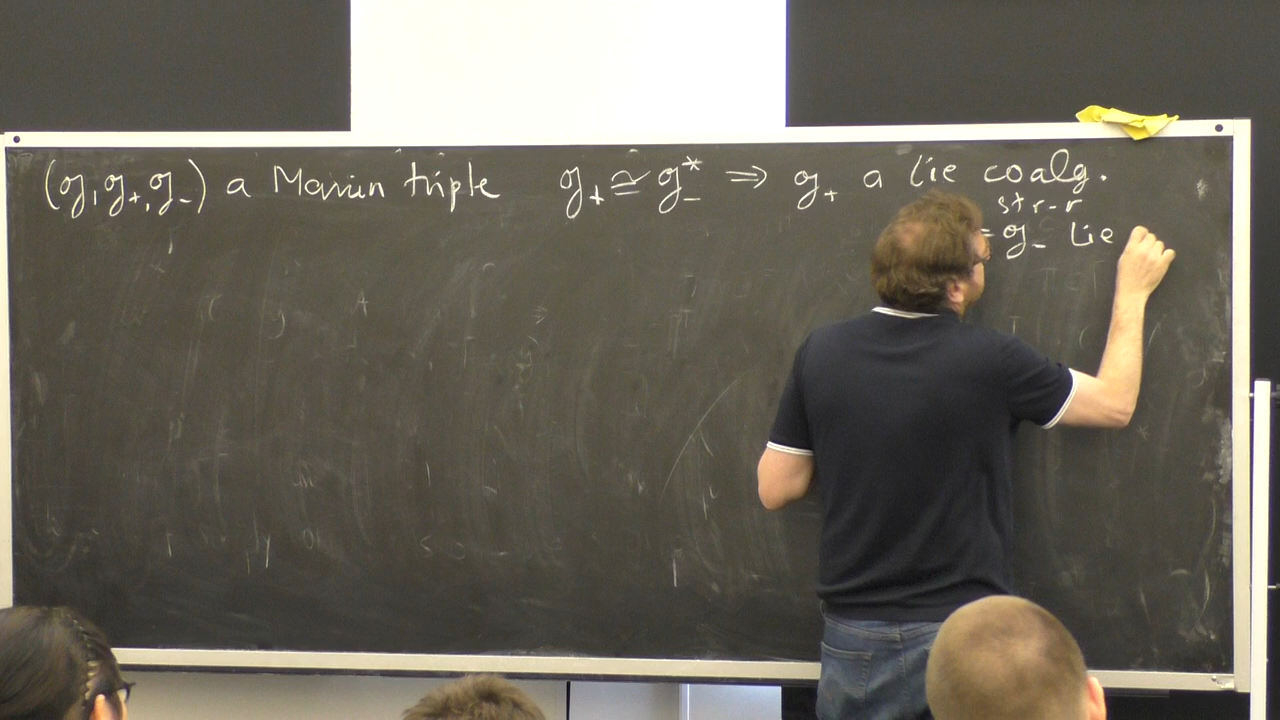 (g, g₊, g₋) a Manin triple g₊ ≅ g₋* ⇒ g₊ a Lie coalg.
str-r
= g₋ Lie